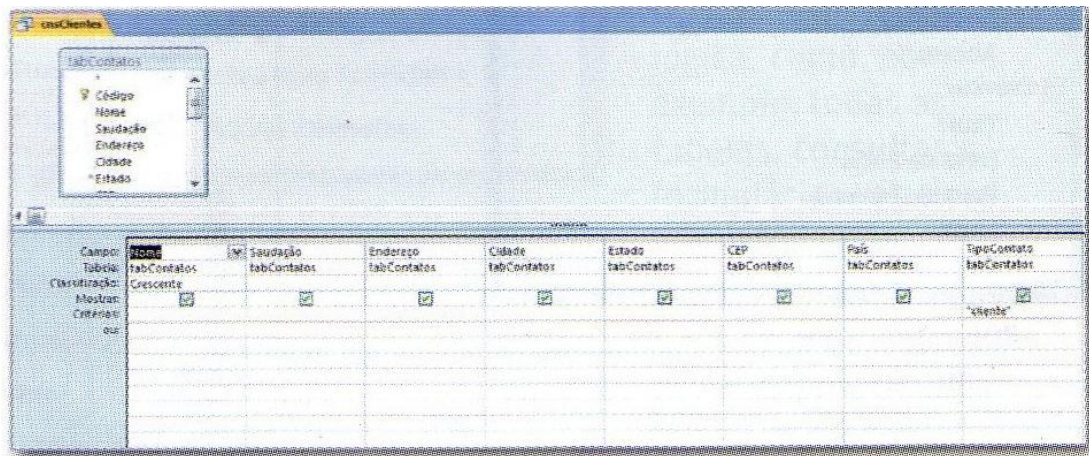 cnsClientes
tabContatos
*
Código
Nome
Saudação
Endereço
Cidade
Estado
Campo: Nome Saudação Endereço Cidade Estado CEP País TipoContato
Tabela: tabContatos tabContatos tabContatos tabContatos tabContatos tabContatos tabContatos tabContatos
Classificação: Crescente
Mostrar:
Critérios: "cliente"
ou: